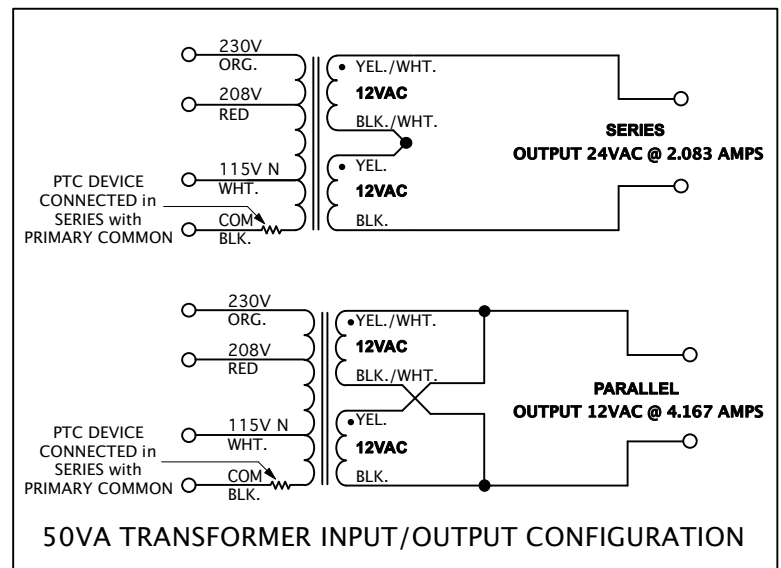 230V
ORG.
208V
RED
115V N
WHT.
COM
BLK.
PTC DEVICE
CONNECTED in
SERIES with
PRIMARY COMMON
• YEL./WHT.
12VAC
BLK./WHT.
• YEL.
12VAC
BLK.
SERIES
OUTPUT 24VAC @ 2.083 AMPS
230V
ORG.
208V
RED
115V N
WHT.
COM
BLK.
PTC DEVICE
CONNECTED in
SERIES with
PRIMARY COMMON
•YEL./WHT.
12VAC
BLK./WHT.
•YEL.
12VAC
BLK.
PARALLEL
OUTPUT 12VAC @ 4.167 AMPS
50VA TRANSFORMER INPUT/OUTPUT CONFIGURATION